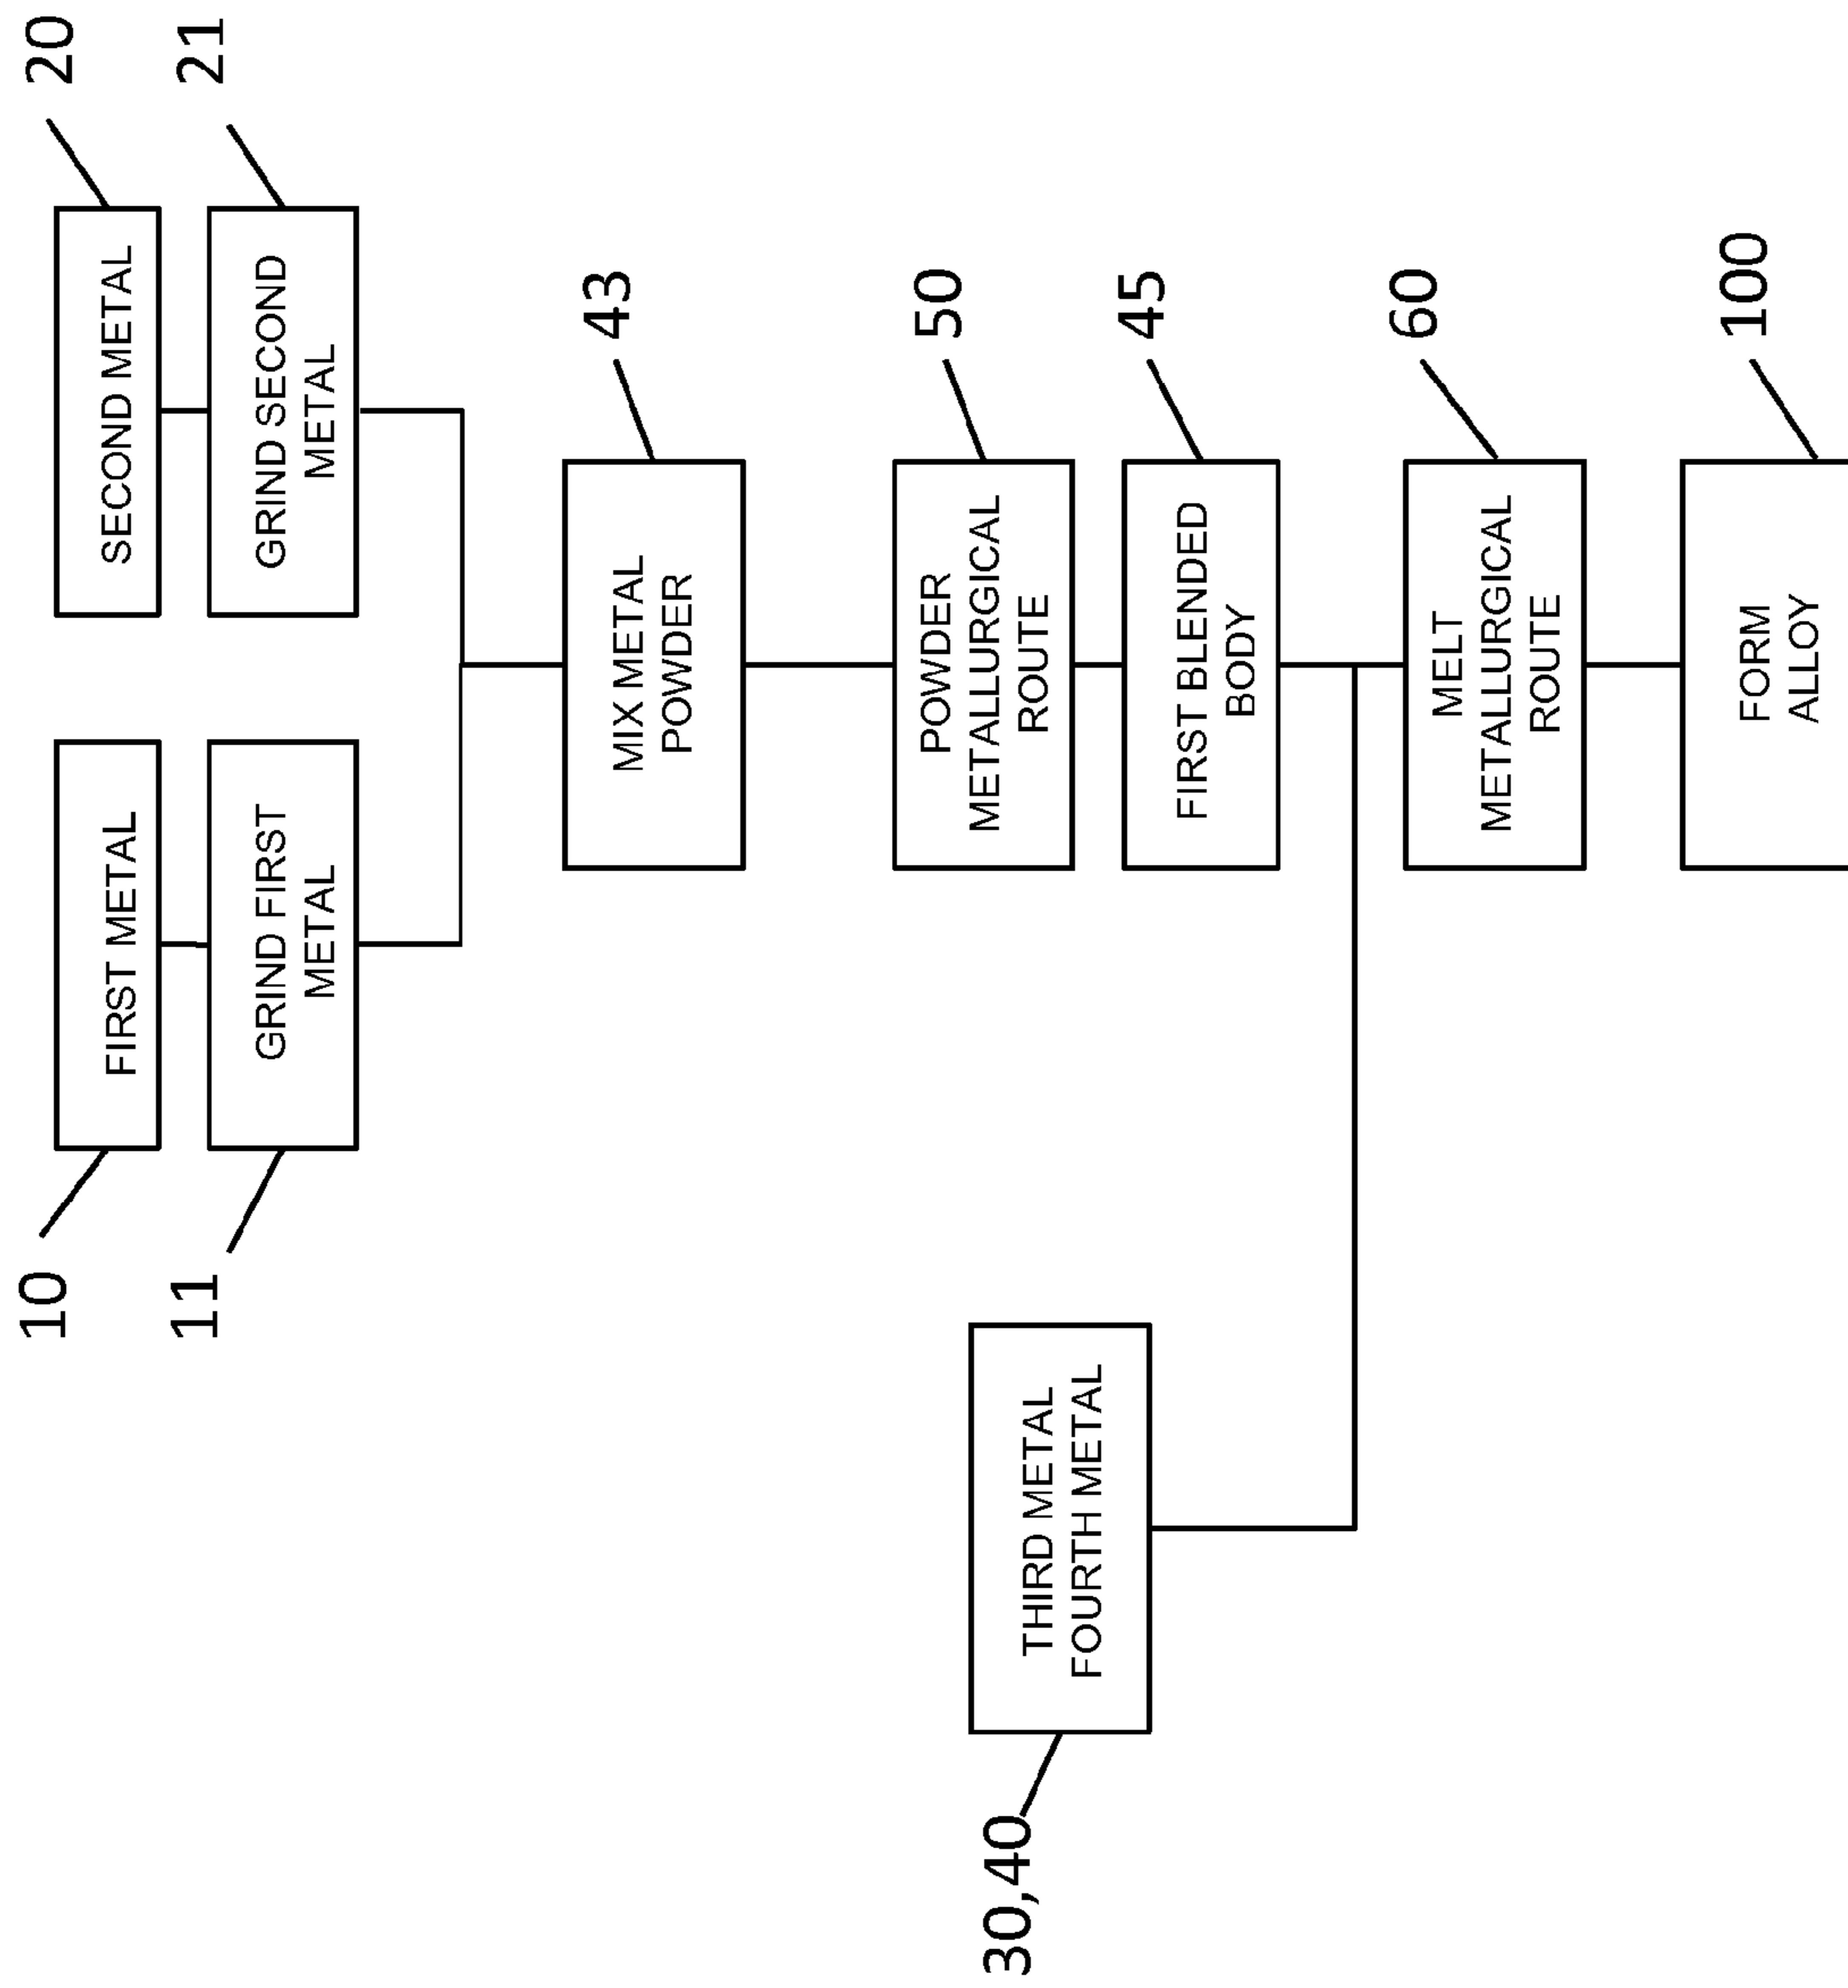 20
SECOND METAL
21
GRIND SECOND
METAL
10
FIRST METAL
11
GRIND FIRST
METAL
43
MIX METAL
POWDER
50
POWDER
METALLURGICAL
ROUTE
45
FIRST BLENDED
BODY
30,40
THIRD METAL
FOURTH METAL
60
MELT
METALLURGICAL
ROUTE
100
FORM
ALLOY